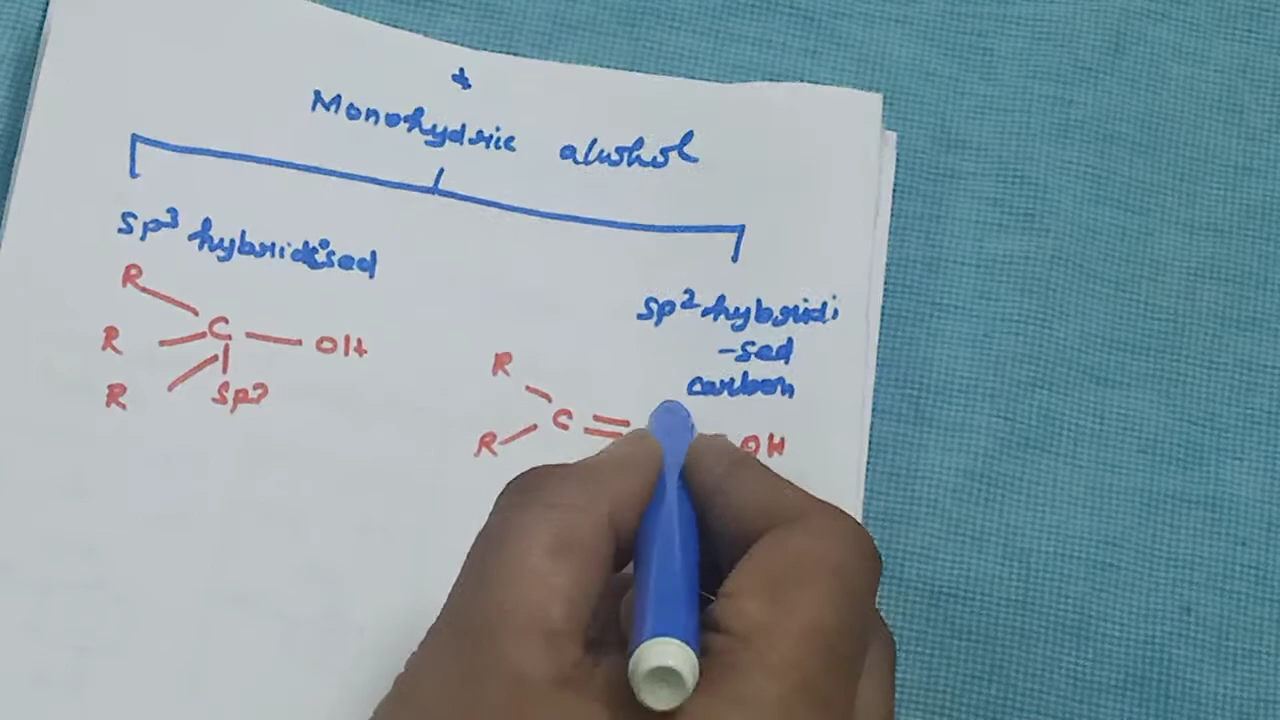 Monohydric alcohol
Sp³ hybridised
R
R C — OH
R Sp³
Sp² hybridi
-sed
carbon
R
R C = OH